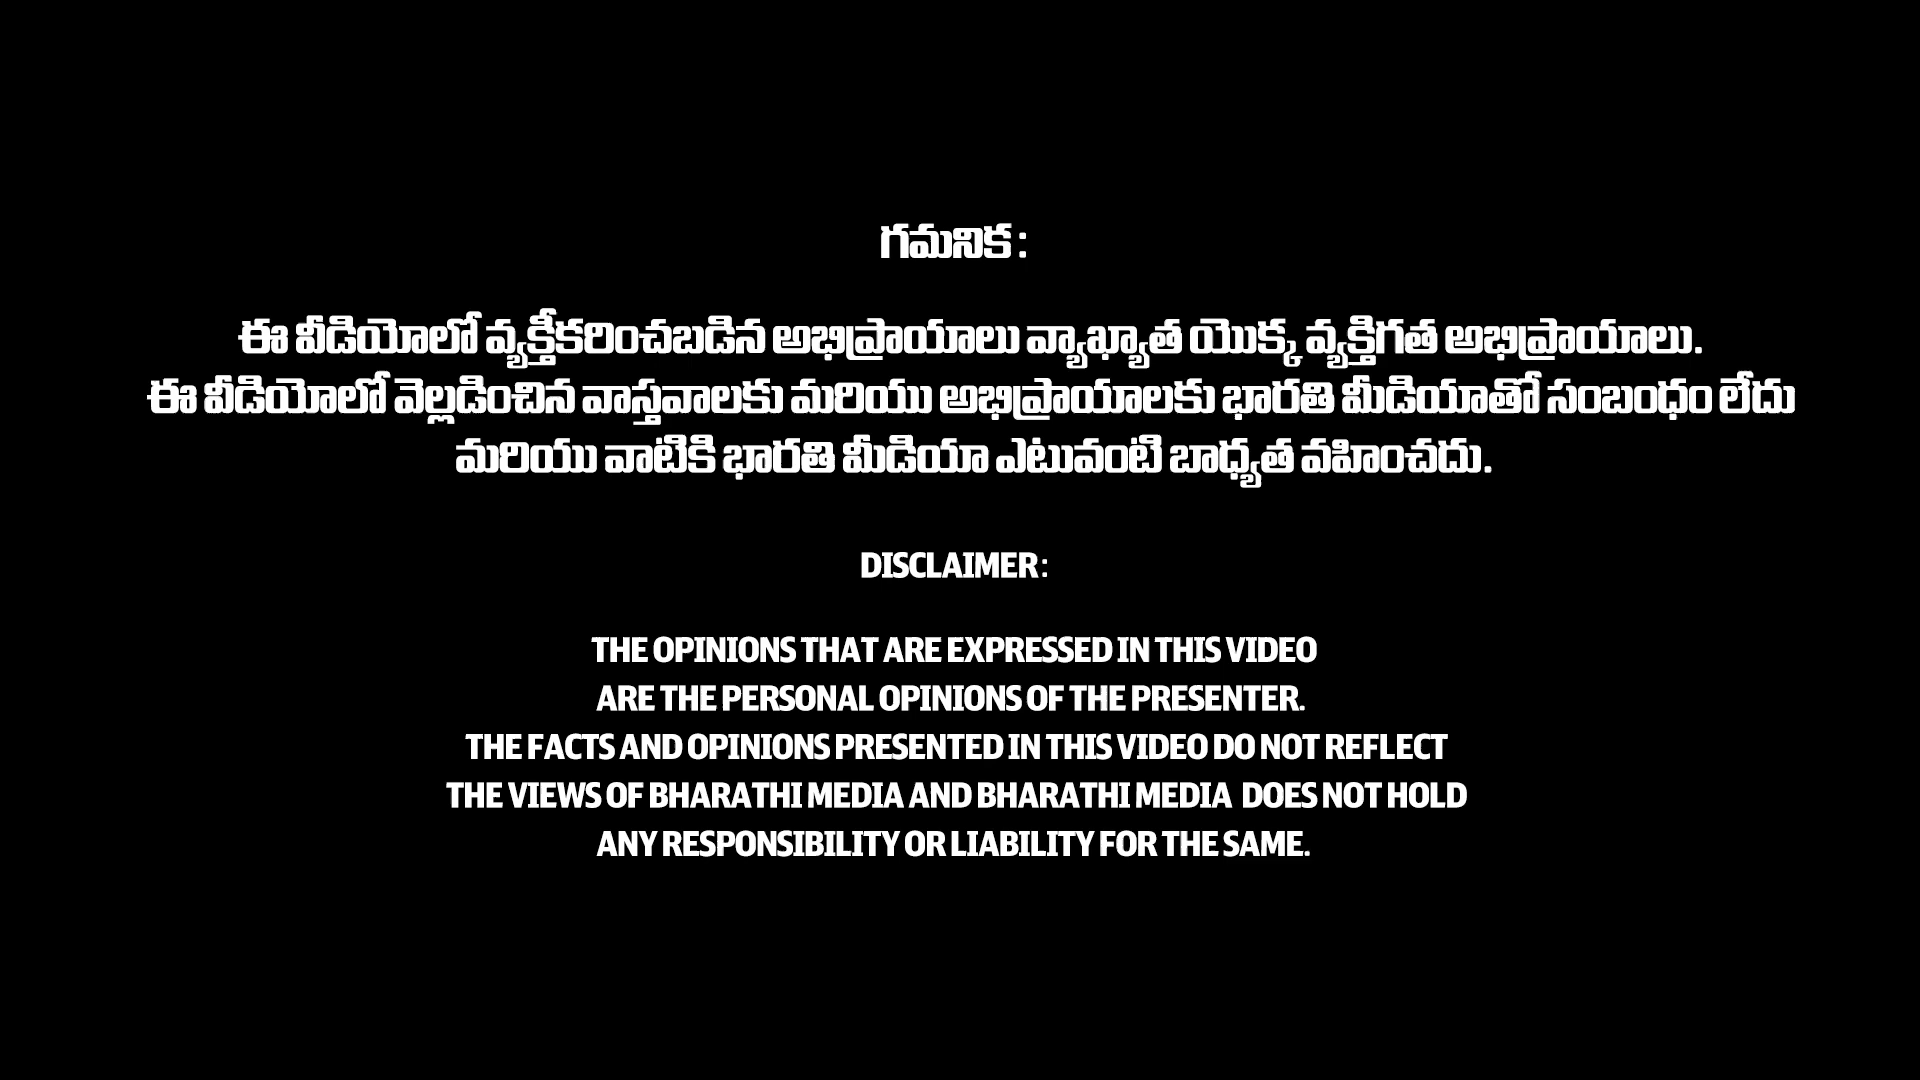 గమనిక :
ఈ వీడియోలో వ్యక్తీకరించబడిన అభిప్రాయాలు వ్యాఖ్యాత యొక్క వ్యక్తిగత అభిప్రాయాలు.
ఈ వీడియోలో వెల్లడించిన వాస్తవాలకు మరియు అభిప్రాయాలకు భారతి మీడియాతో సంబంధం లేదు
మరియు వాటికి భారతి మీడియా ఎటువంటి బాధ్యత వహించదు.
DISCLAIMER :
THE OPINIONS THAT ARE EXPRESSED IN THIS VIDEO
ARE THE PERSONAL OPINIONS OF THE PRESENTER.
THE FACTS AND OPINIONS PRESENTED IN THIS VIDEO DO NOT REFLECT
THE VIEWS OF BHARATHI MEDIA AND BHARATHI MEDIA DOES NOT HOLD
ANY RESPONSIBILITY OR LIABILITY FOR THE SAME.